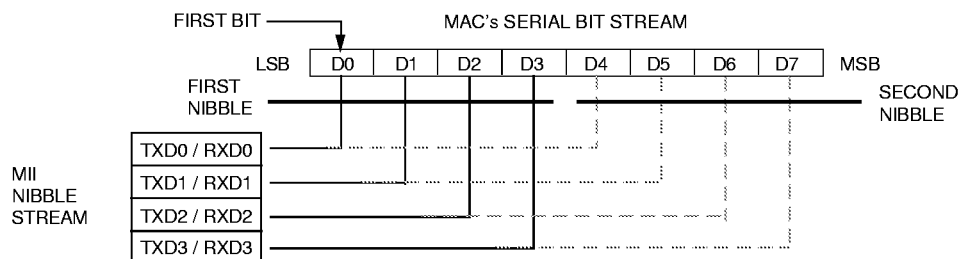 FIRST BIT
MAC's SERIAL BIT STREAM
LSB D0 D1 D2 D3 D4 D5 D6 D7 MSB
FIRST
NIBBLE
SECOND
NIBBLE
MII
NIBBLE
STREAM
TXD0 / RXD0
TXD1 / RXD1
TXD2 / RXD2
TXD3 / RXD3